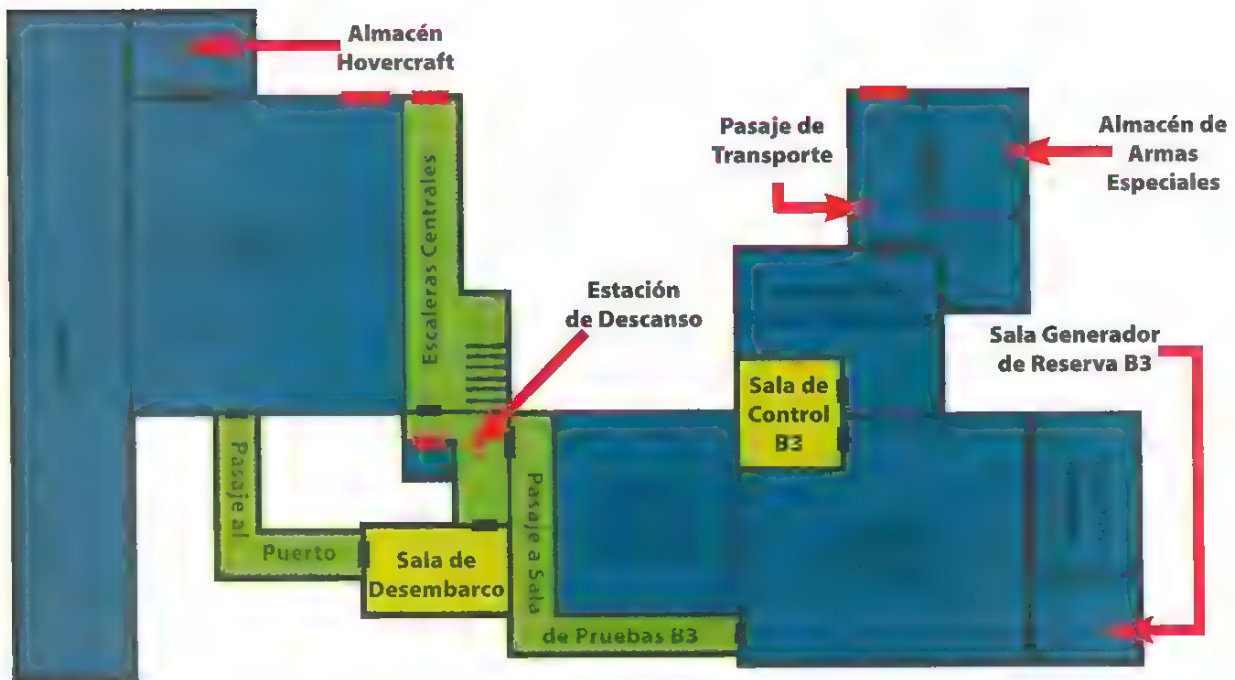 Almacén
Hovercraft
Pasaje de
Transporte
Almacén de
Armas
Especiales
Escaleras Centrales
Estación
de Descanso
Sala Generador
de Reserva B3
Sala de
Control
B3
Pasaje al
Puerto
Sala de
Desembarco
Pasaje a Sala
de Pruebas B3